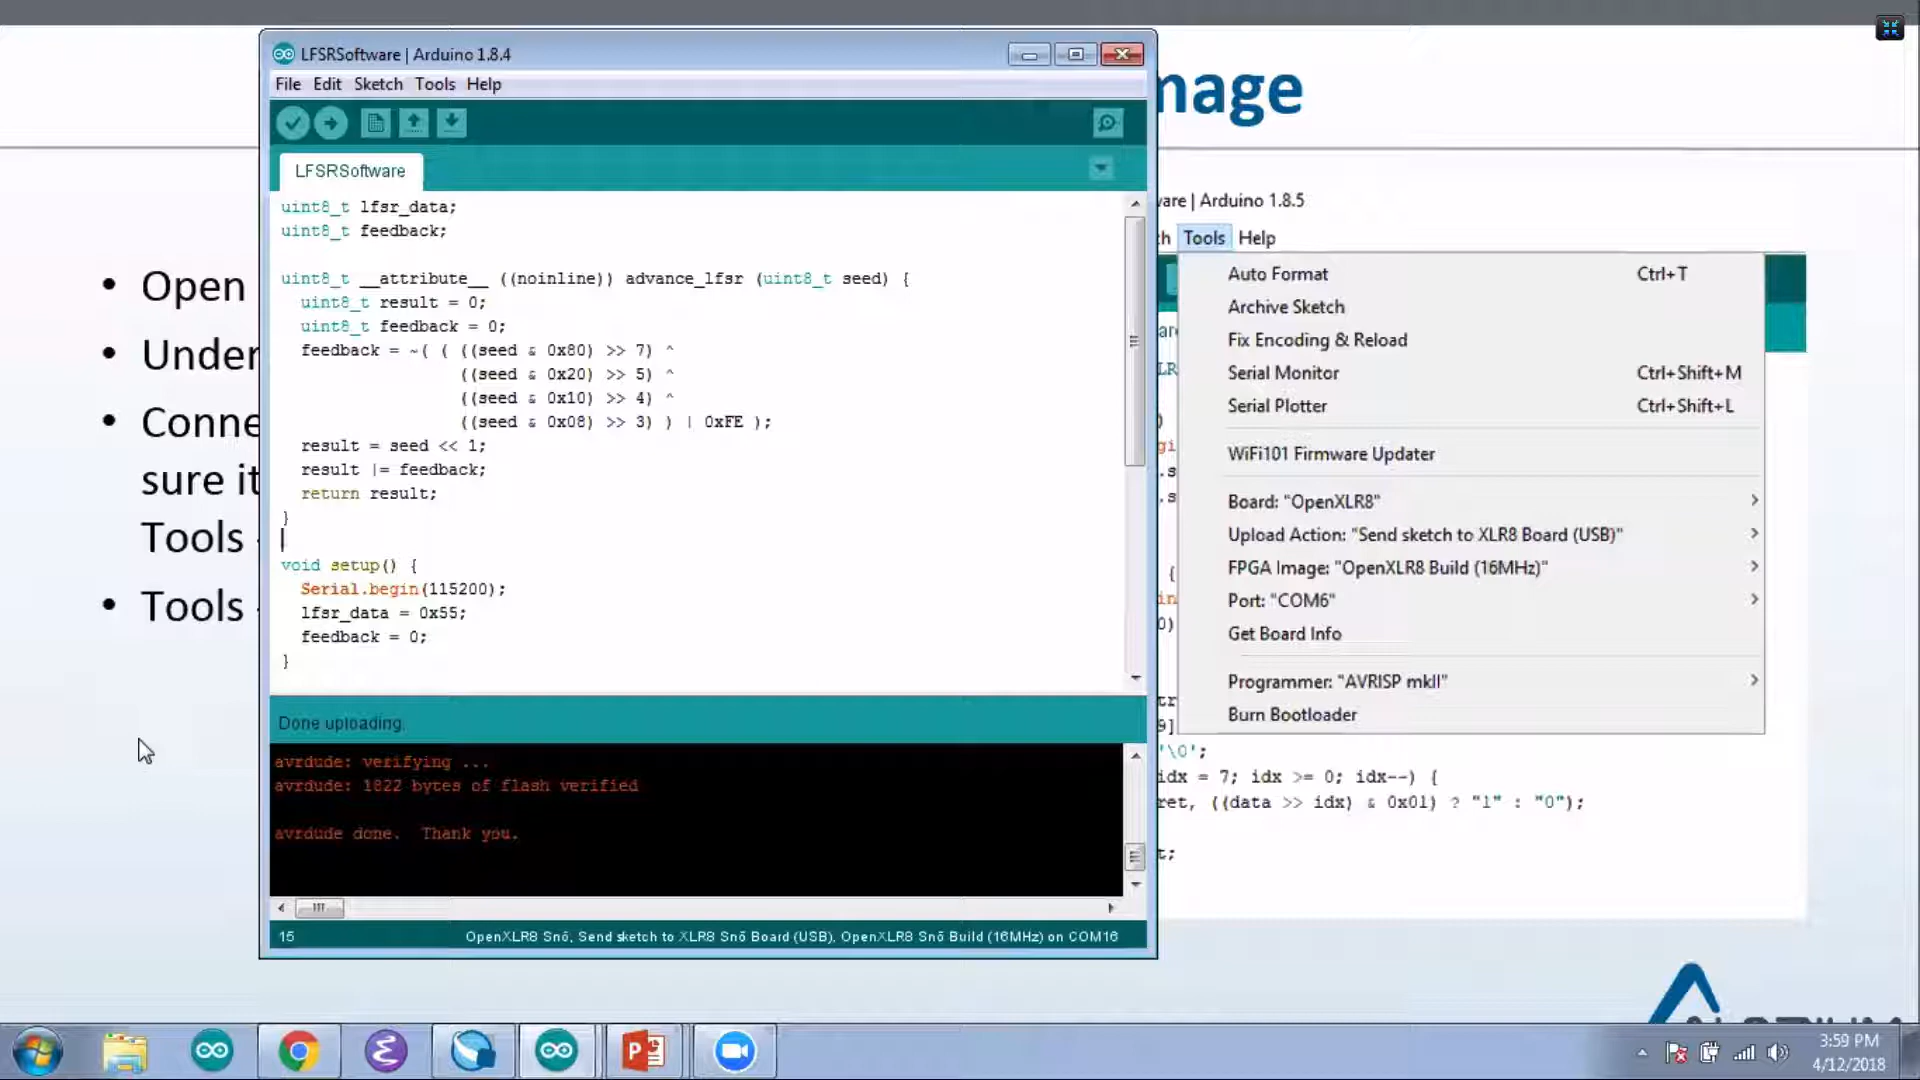 LFSRSoftware | Arduino 1.8.4
File Edit Sketch Tools Help
LFSRSoftware
uint8_t lfsr_data;
uint8_t feedback;
uint8_t __attribute__ ((noinline)) advance_lfsr (uint8_t seed) {
uint8_t result = 0;
uint8_t feedback = 0;
feedback = ~( ( ((seed & 0x80) >> 7) ^
((seed & 0x20) >> 5) ^
((seed & 0x10) >> 4) ^
((seed & 0x08) >> 3) ) | 0xFE );
result = seed << 1;
result |= feedback;
return result;
}
void setup() {
Serial.begin(115200);
lfsr_data = 0x55;
feedback = 0;
}
Done uploading.
avrdude: verifying ...
avrdude: 1822 bytes of flash verified
avrdude done. Thank you.
15
OpenXLR8 Snō, Send sketch to XLR8 Snō Board (USB), OpenXLR8 Snō Build (16MHz) on COM16
mage
• Open
• Under
• Conne
sure it
Tools
• Tools
are | Arduino 1.8.5
h Tools Help
Auto Format Ctrl+T
Archive Sketch
Fix Encoding & Reload
Serial Monitor Ctrl+Shift+M
Serial Plotter Ctrl+Shift+L
WiFi101 Firmware Updater
Board: "OpenXLR8"
Upload Action: "Send sketch to XLR8 Board (USB)"
FPGA Image: "OpenXLR8 Build (16MHz)"
Port: "COM6"
Get Board Info
Programmer: "AVRISP mkII"
Burn Bootloader
'\0';
idx = 7; idx >= 0; idx--) {
ret, ((data >> idx) & 0x01) ? "1" : "0");
t;
3:59 PM
4/12/2018